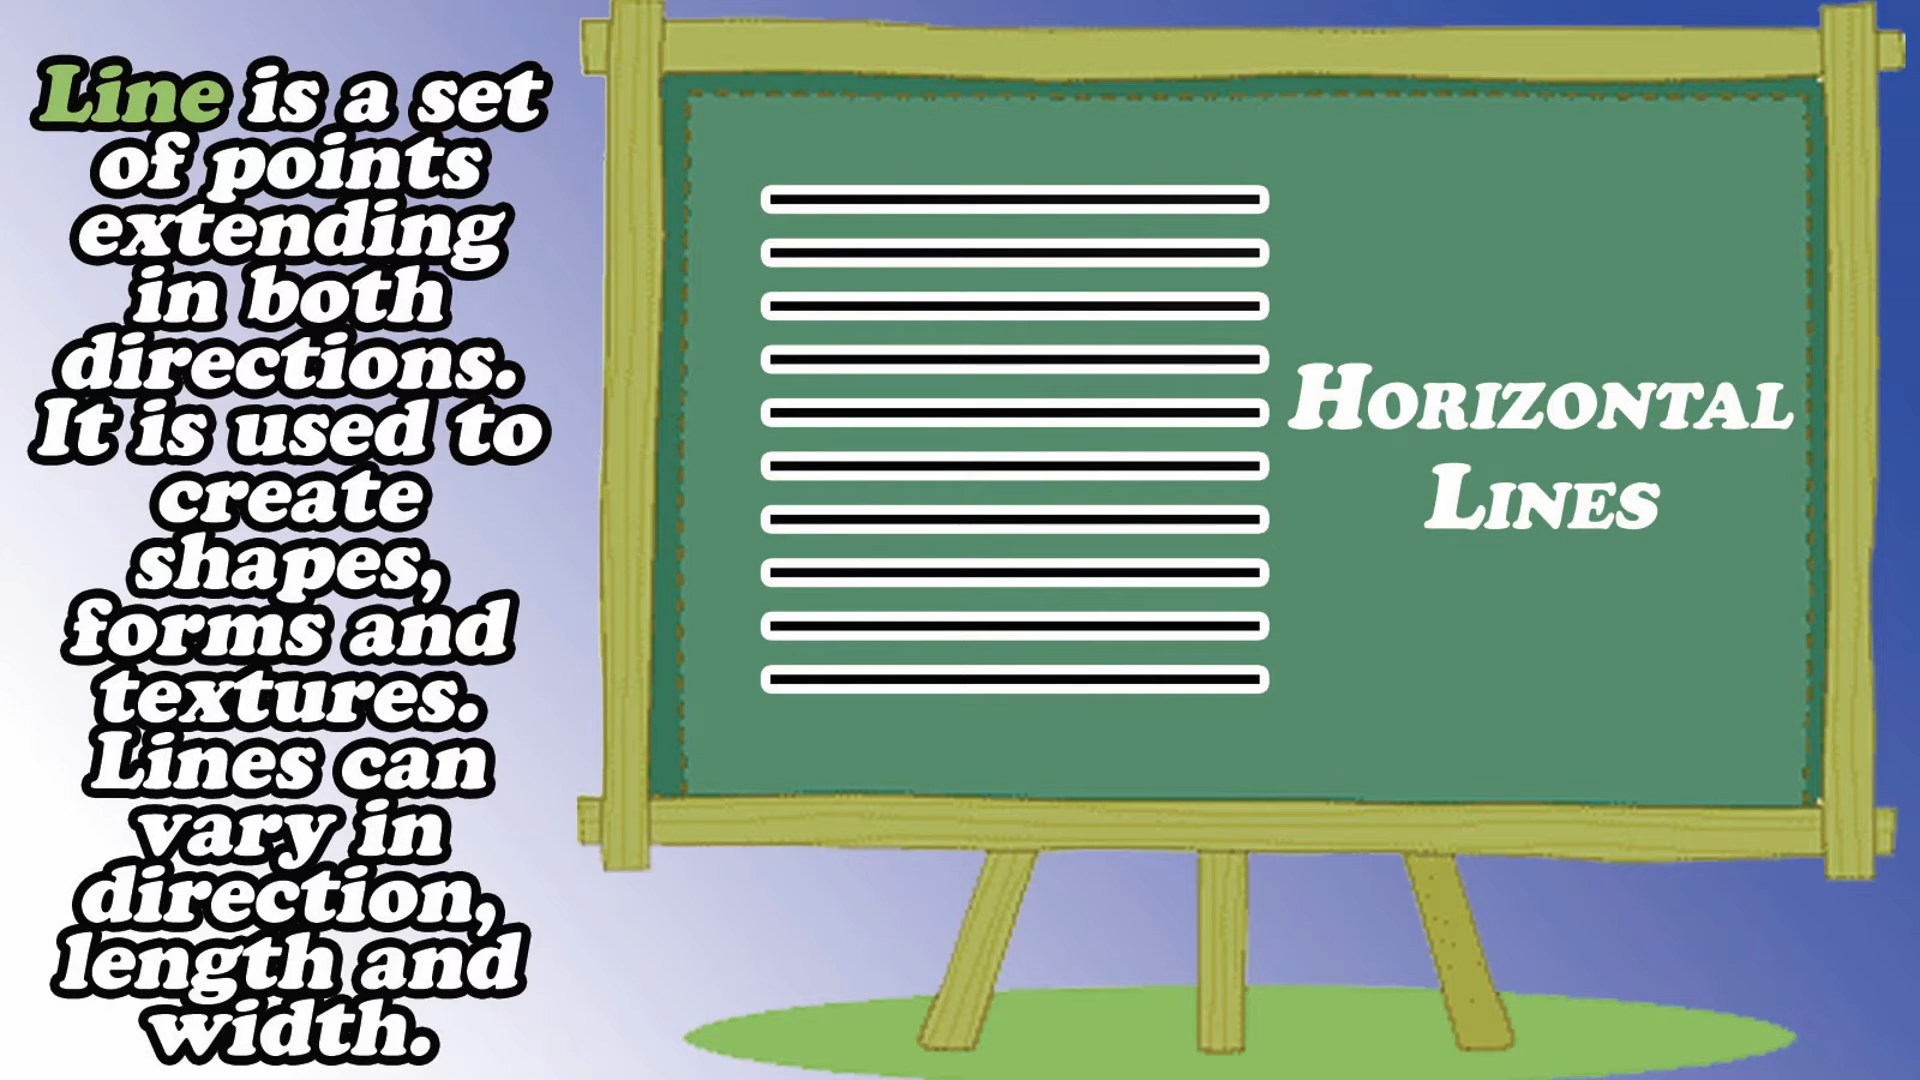 Line is a set
of points
extending
in both
directions.
It is used to
create
shapes,
forms and
textures.
Lines can
vary in
direction,
length and
width.
HORIZONTAL
LINES